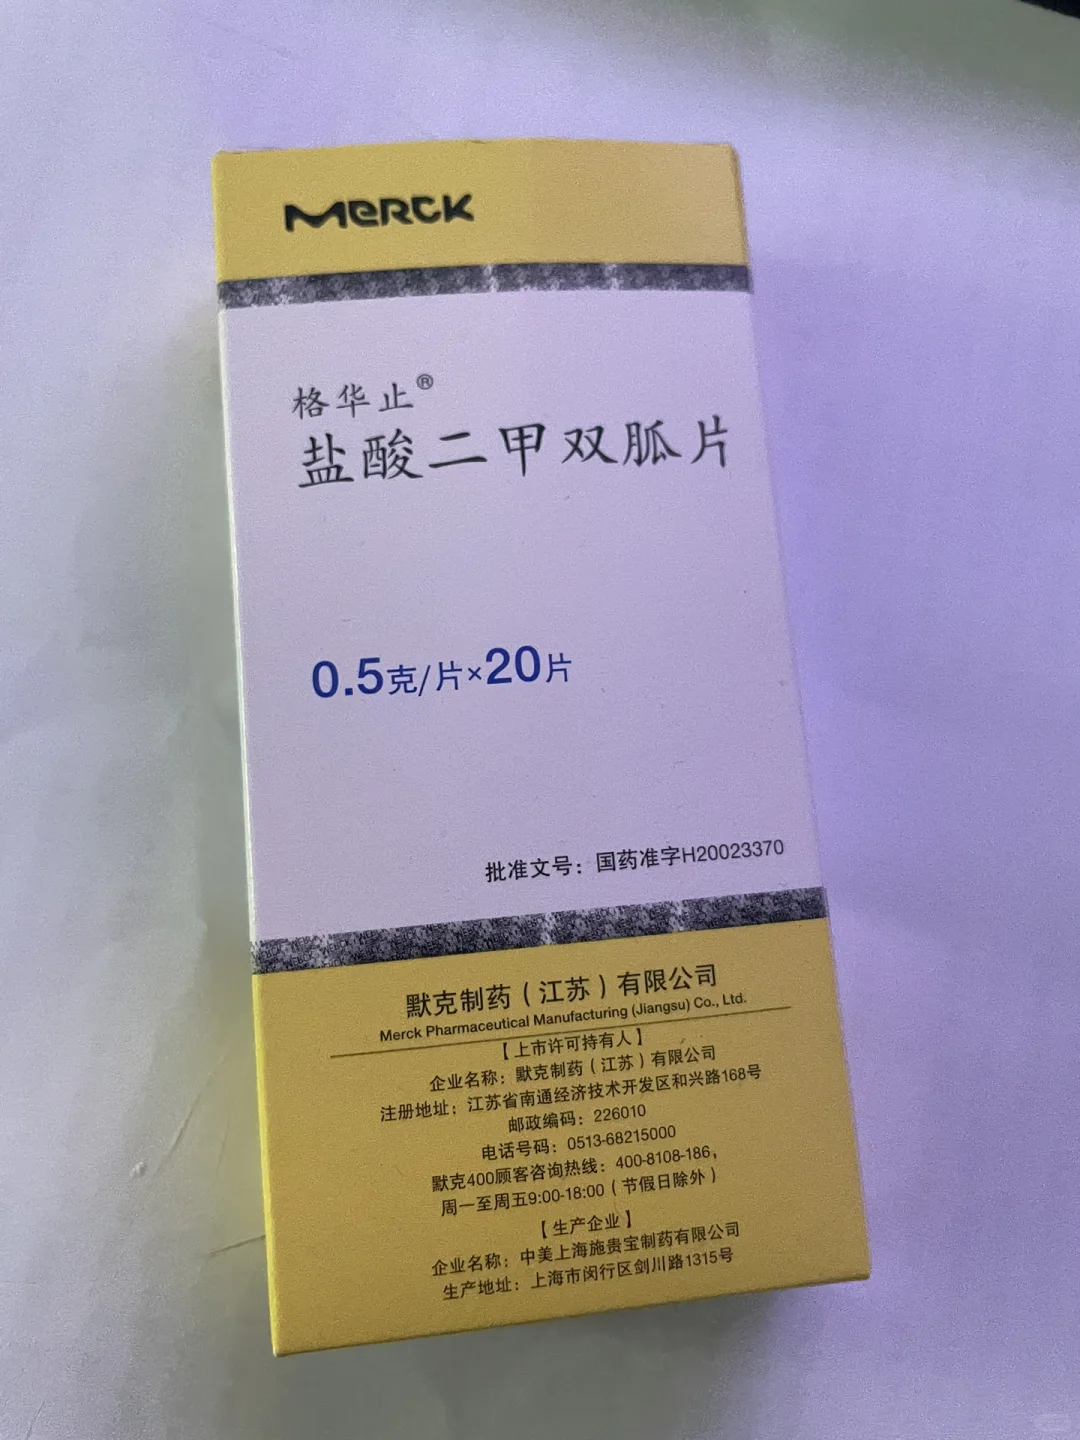 MERCK
格华止®
盐酸二甲双胍片
0.5克/片×20片
批准文号：国药准字H20023370
默克制药（江苏）有限公司
Merck Pharmaceutical Manufacturing (Jiangsu) Co., Ltd.
【上市许可持有人】
企业名称：默克制药（江苏）有限公司
注册地址：江苏省南通经济技术开发区和兴路168号
邮政编码：226010
电话号码：0513-68215000
默克400顾客咨询热线：400-8108-186，
周一至周五9:00-18:00（节假日除外）
【生产企业】
企业名称：中美上海施贵宝制药有限公司
生产地址：上海市闵行区剑川路1315号